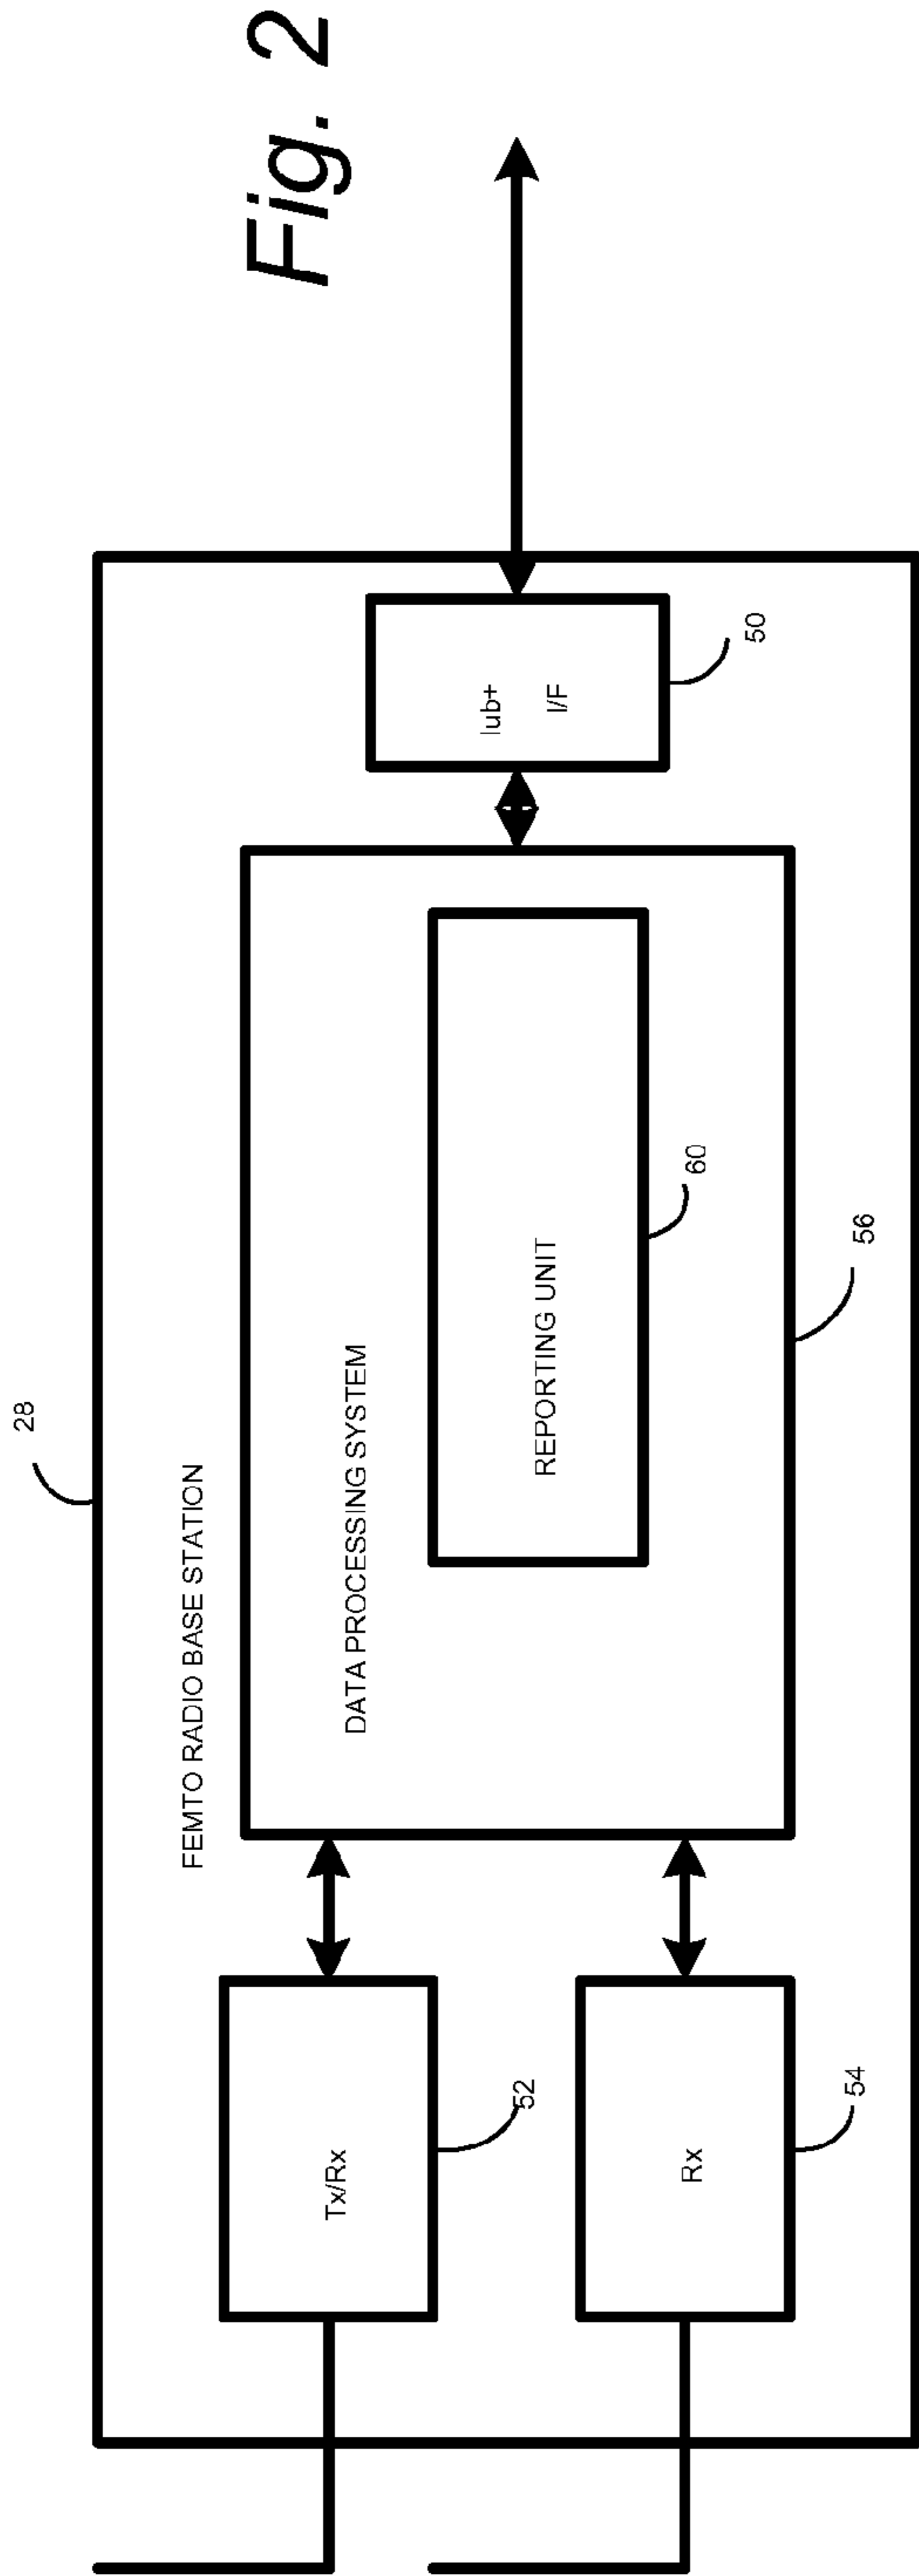 28
FEMTO RADIO BASE STATION
Tx/Rx
52
Rx
54
DATA PROCESSING SYSTEM
REPORTING UNIT
60
56
Iub+
I/F
50
Fig. 2